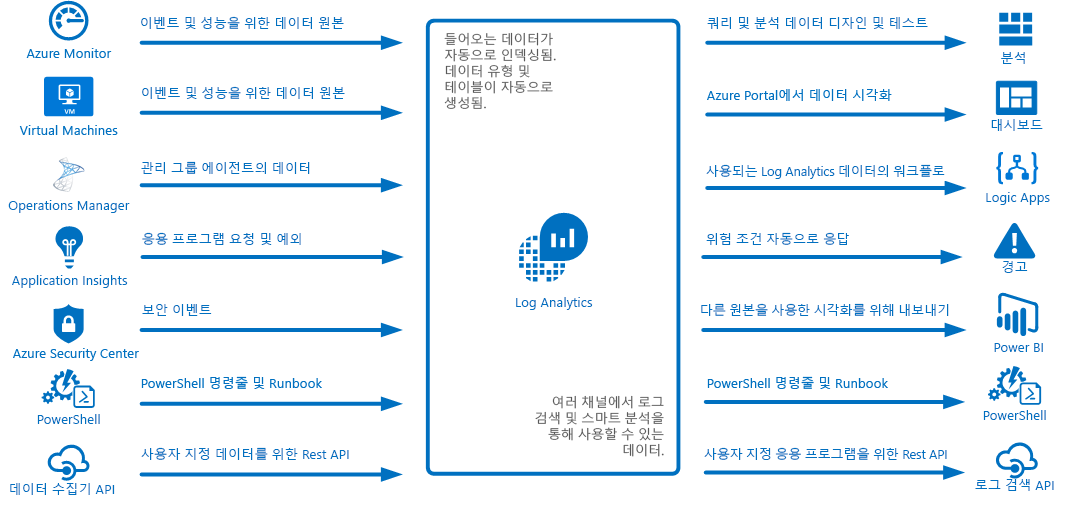 Azure Monitor
이벤트 및 성능을 위한 데이터 원본
Virtual Machines
VM
이벤트 및 성능을 위한 데이터 원본
Operations Manager
관리 그룹 에이전트의 데이터
Application Insights
응용 프로그램 요청 및 예외
Azure Security Center
보안 이벤트
PowerShell
PowerShell 명령줄 및 Runbook
데이터 수집기 API
사용자 지정 데이터를 위한 Rest API
들어오는 데이터가
자동으로 인덱싱됨.
데이터 유형 및
테이블이 자동으로
생성됨.
Log Analytics
여러 채널에서 로그
검색 및 스마트 분석을
통해 사용할 수 있는
데이터.
쿼리 및 분석 데이터 디자인 및 테스트
분석
Azure Portal에서 데이터 시각화
대시보드
사용되는 Log Analytics 데이터의 워크플로
Logic Apps
위험 조건 자동으로 응답
경고
다른 원본을 사용한 시각화를 위해 내보내기
Power BI
PowerShell 명령줄 및 Runbook
PowerShell
사용자 지정 응용 프로그램을 위한 Rest API
로그 검색 API